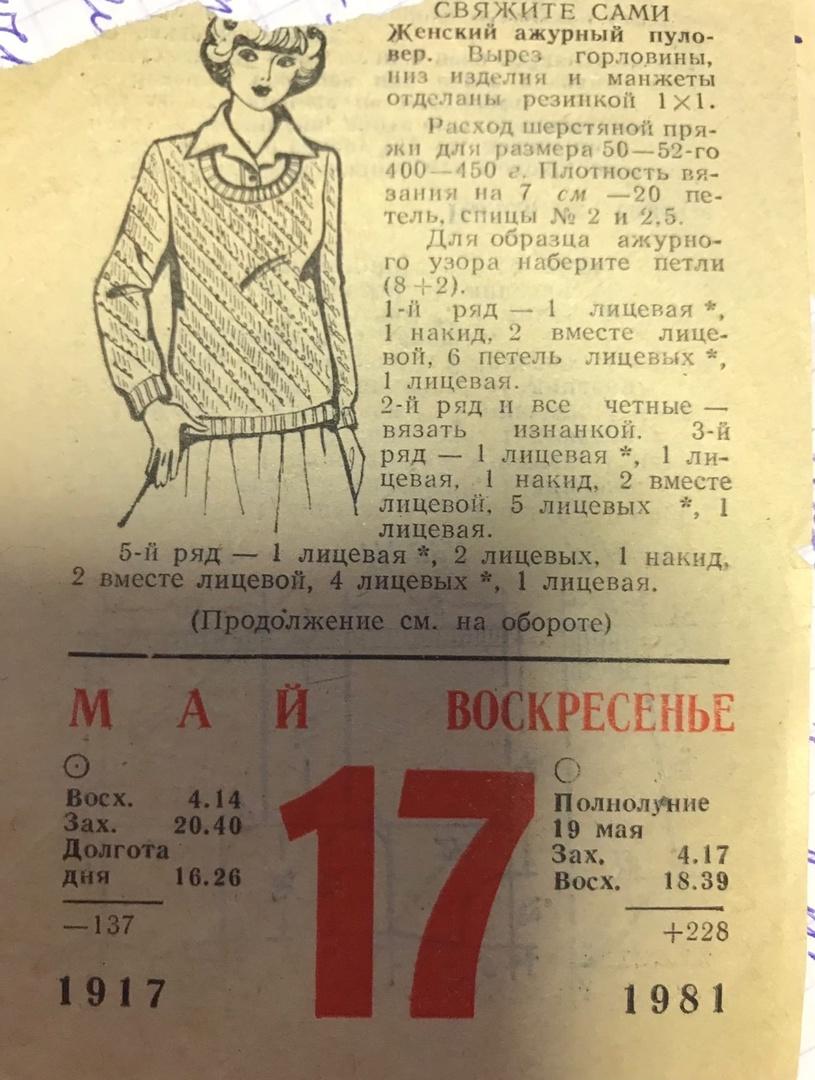 СВЯЖИТЕ САМИ
Женский ажурный пуло-
вер. Вырез горловины,
низ изделия и манжеты
отделаны резинкой 1×1.
Расход шерстяной пря-
жи для размера 50—52-го
400—450 г. Плотность вя-
зания на 7 см —20 пе-
тель, спицы № 2 и 2,5.
Для образца ажурно-
го узора наберите петли
(8+2).
1-й ряд — 1 лицевая *,
1 накид, 2 вместе лице-
вой, 6 петель лицевых *,
1 лицевая.
2-й ряд и все четные —
вязать изнанкой. 3-й
ряд — 1 лицевая *, 1 ли-
цевая, 1 накид, 2 вместе
лицевой, 5 лицевых *, 1
лицевая.
5-й ряд — 1 лицевая *, 2 лицевых, 1 накид,
2 вместе лицевой, 4 лицевых *, 1 лицевая.
(Продолжение см. на обороте)
МАЙ ВОСКРЕСЕНЬЕ
17
Восх. 4.14
Зах. 20.40
Долгота
дня 16.26
—137
Полнолуние
19 мая
Зах. 4.17
Восх. 18.39
+228
1917
1981